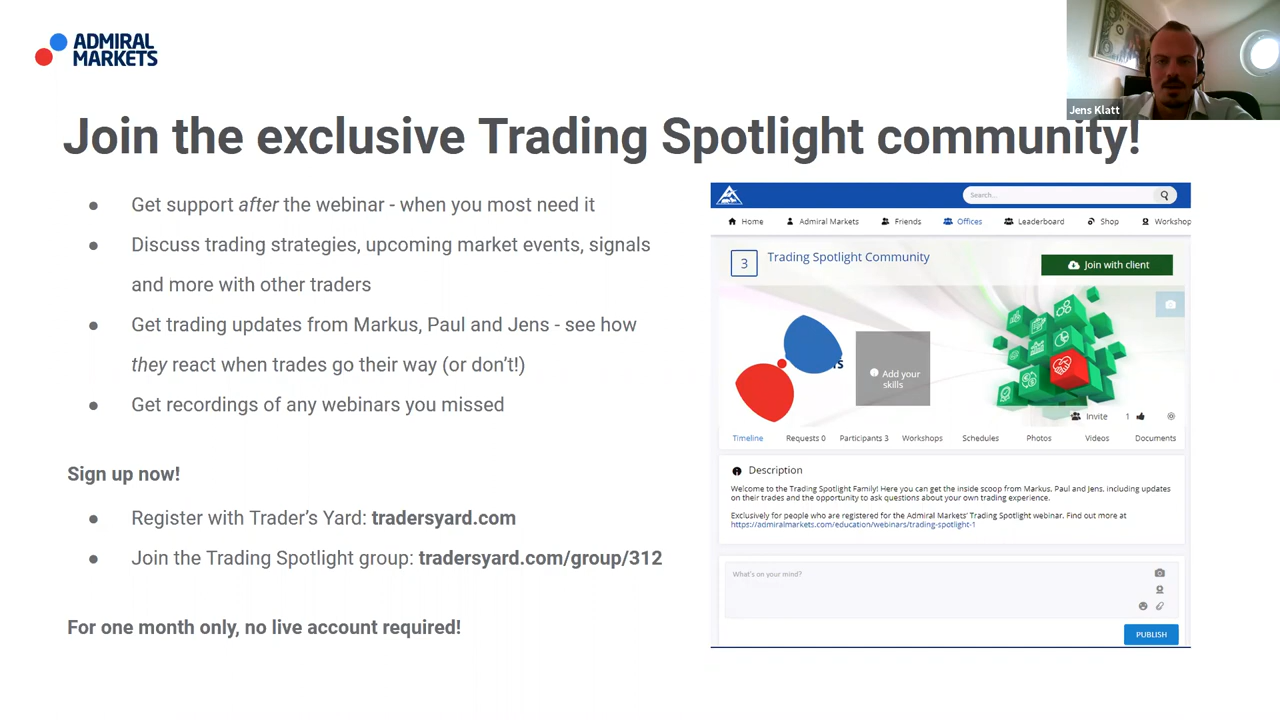 ADMIRAL
MARKETS
Jens Klatt
Join the exclusive Trading Spotlight community!
● Get support after the webinar - when you most need it
● Discuss trading strategies, upcoming market events, signals
and more with other traders
● Get trading updates from Markus, Paul and Jens - see how
they react when trades go their way (or don't!)
● Get recordings of any webinars you missed
Sign up now!
● Register with Trader's Yard: tradersyard.com
● Join the Trading Spotlight group: tradersyard.com/group/312
For one month only, no live account required!
Search...
Home Admiral Markets Friends Offices Leaderboard Shop Workshop
3 Trading Spotlight Community Join with client
Add your
skills
Invite 1
Timeline Requests 0 Participants 3 Workshops Schedules Photos Videos Documents
Description
Welcome to the Trading Spotlight Family! Here you can get the inside scoop from Markus, Paul and Jens, including updates
on their trades and the opportunity to ask questions about your own trading experience.
Exclusively for people who are registered for the Admiral Markets' Trading Spotlight webinar. Find out more at
https://admiralmarkets.com/education/webinars/trading-spotlight-1
What's on your mind?
PUBLISH